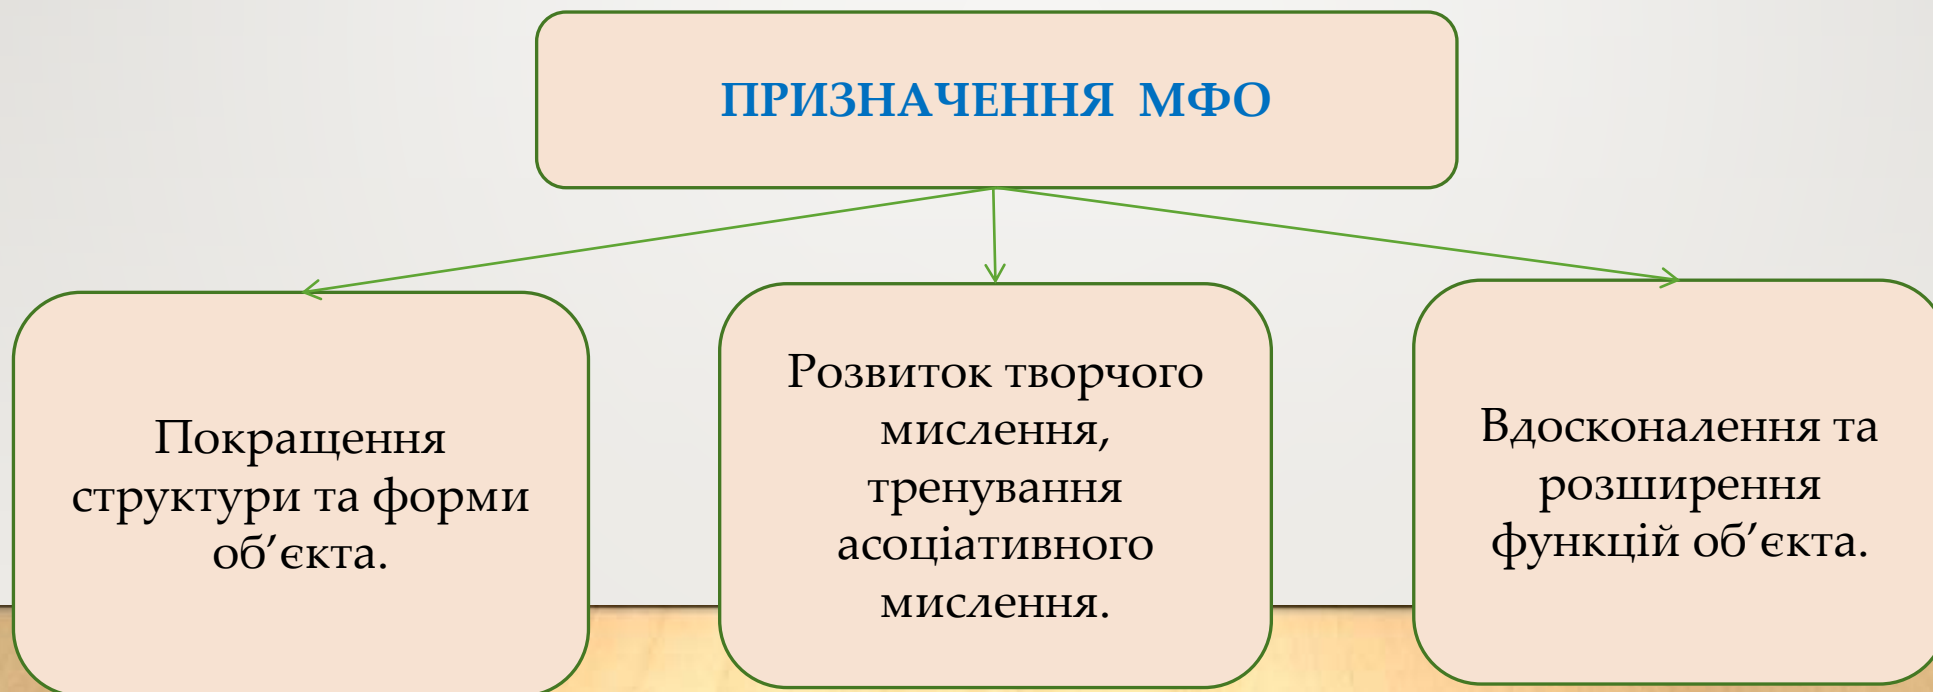 ПРИЗНАЧЕННЯ МФО
Покращення
структури та форми
об’єкта.
Розвиток творчого
мислення,
тренування
асоціативного
мислення.
Вдосконалення та
розширення
функцій об’єкта.